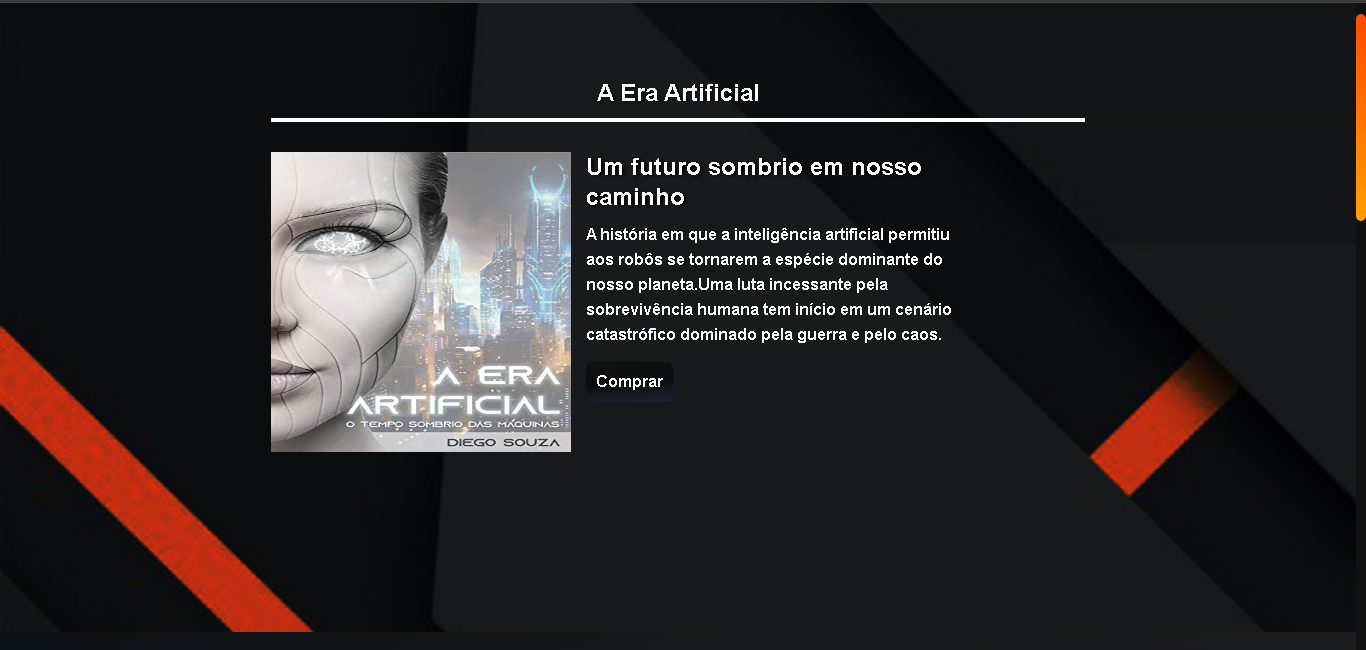 A Era Artificial
Um futuro sombrio em nosso
caminho
A história em que a inteligência artificial permitiu
aos robôs se tornarem a espécie dominante do
nosso planeta.Uma luta incessante pela
sobrevivência humana tem início em um cenário
catastrófico dominado pela guerra e pelo caos.
Comprar
A ERA
ARTIFICIAL
O TEMPO SOMBRIO DAS MÁQUINAS
DIEGO SOUZA